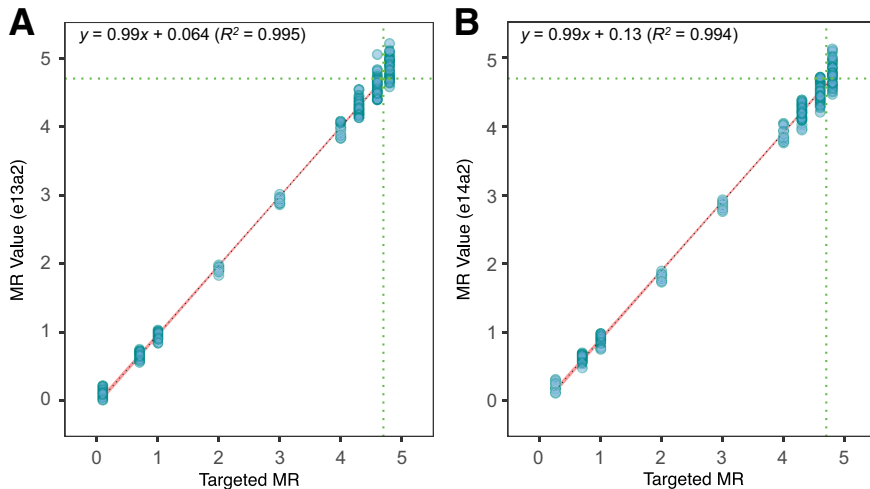 A
y = 0.99x + 0.064 (R² = 0.995)
MR Value (e13a2)
5
4
3
2
1
0
0 1 2 3 4 5
Targeted MR
B
y = 0.99x + 0.13 (R² = 0.994)
MR Value (e14a2)
5
4
3
2
1
0
0 1 2 3 4 5
Targeted MR